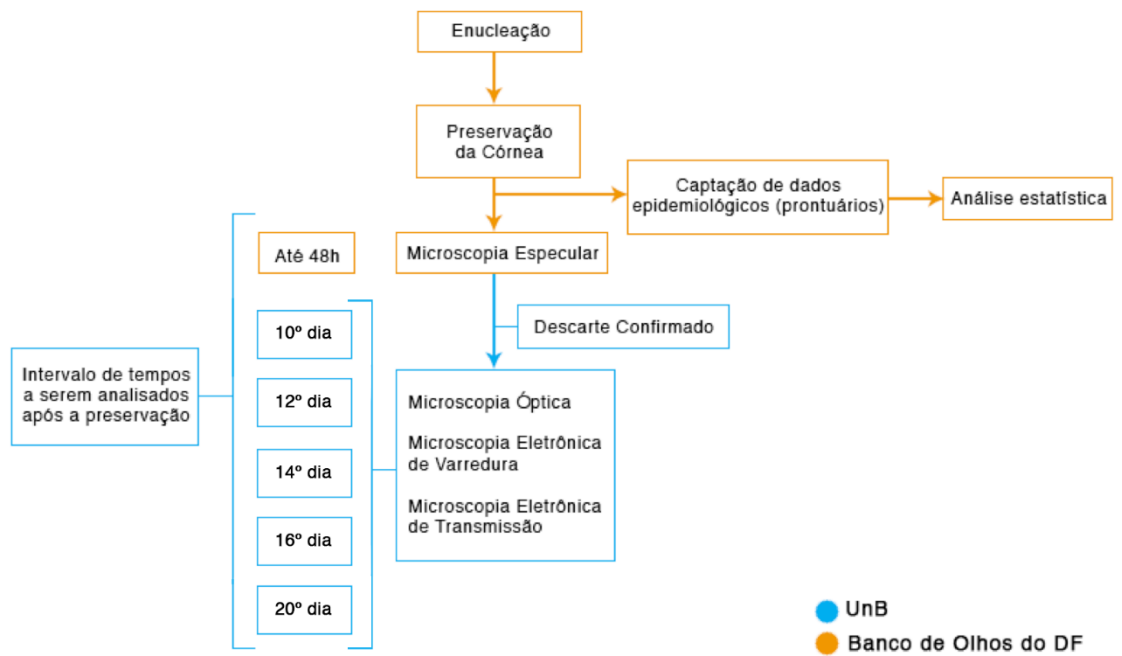 Enucleação
Preservação
da Córnea
Captação de dados
epidemiológicos (prontuários)
Análise estatística
Até 48h
Microscopia Especular
10º dia
Descarte Confirmado
Intervalo de tempos
a serem analisados
após a preservação
12º dia
14º dia
16º dia
20º dia
Microscopia Óptica
Microscopia Eletrônica
de Varredura
Microscopia Eletrônica
de Transmissão
UnB
Banco de Olhos do DF